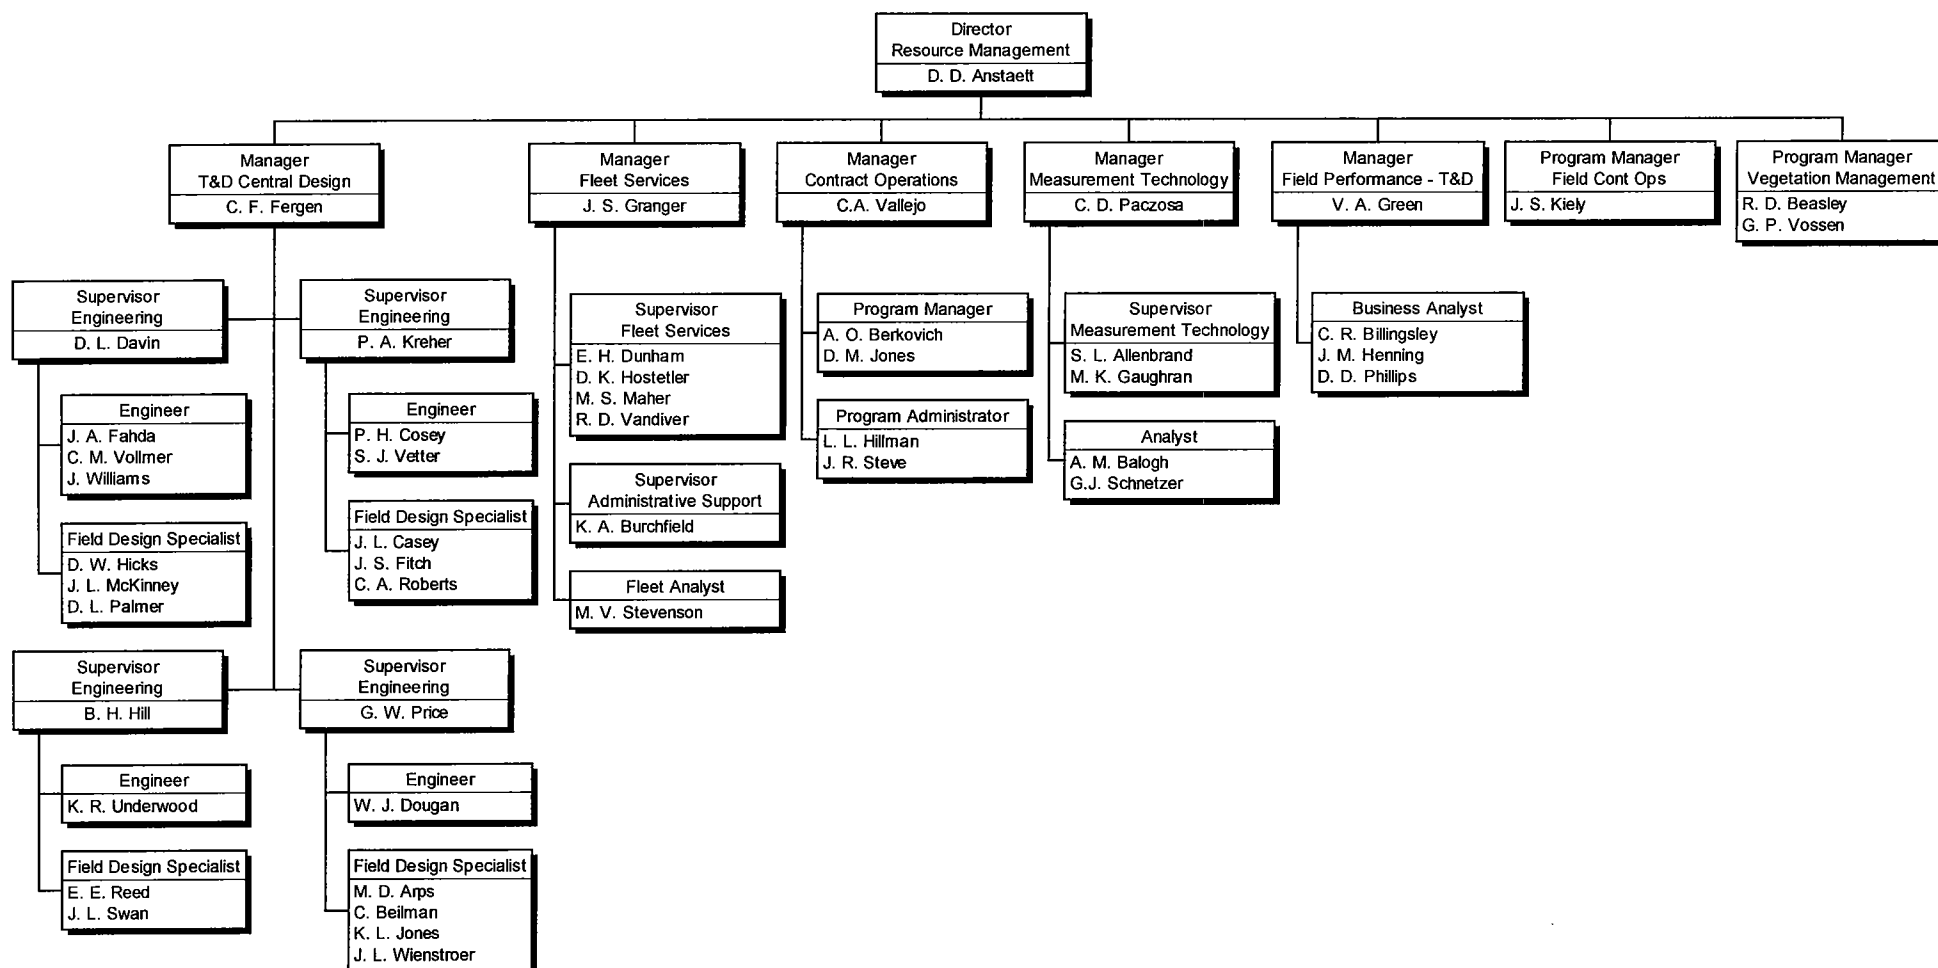 Director
Resource Management
D. D. Anstaett
Manager
T&D Central Design
C. F. Fergen
Manager
Fleet Services
J. S. Granger
Manager
Contract Operations
C.A. Vallejo
Manager
Measurement Technology
C. D. Paczosa
Manager
Field Performance - T&D
V. A. Green
Program Manager
Field Cont Ops
J. S. Kiely
Program Manager
Vegetation Management
R. D. Beasley
G. P. Vossen
Supervisor
Engineering
D. L. Davin
Engineer
J. A. Fahda
C. M. Vollmer
J. Williams
Field Design Specialist
D. W. Hicks
J. L. McKinney
D. L. Palmer
Supervisor
Engineering
P. A. Kreher
Engineer
P. H. Cosey
S. J. Vetter
Field Design Specialist
J. L. Casey
J. S. Fitch
C. A. Roberts
Supervisor
Engineering
B. H. Hill
Engineer
K. R. Underwood
Field Design Specialist
E. E. Reed
J. L. Swan
Supervisor
Engineering
G. W. Price
Engineer
W. J. Dougan
Field Design Specialist
M. D. Arps
C. Beilman
K. L. Jones
J. L. Wienstroer
Supervisor
Fleet Services
E. H. Dunham
D. K. Hostetler
M. S. Maher
R. D. Vandiver
Supervisor
Administrative Support
K. A. Burchfield
Fleet Analyst
M. V. Stevenson
Program Manager
A. O. Berkovich
D. M. Jones
Program Administrator
L. L. Hillman
J. R. Steve
Supervisor
Measurement Technology
S. L. Allenbrand
M. K. Gaughran
Analyst
A. M. Balogh
G.J. Schnetzer
Business Analyst
C. R. Billingsley
J. M. Henning
D. D. Phillips